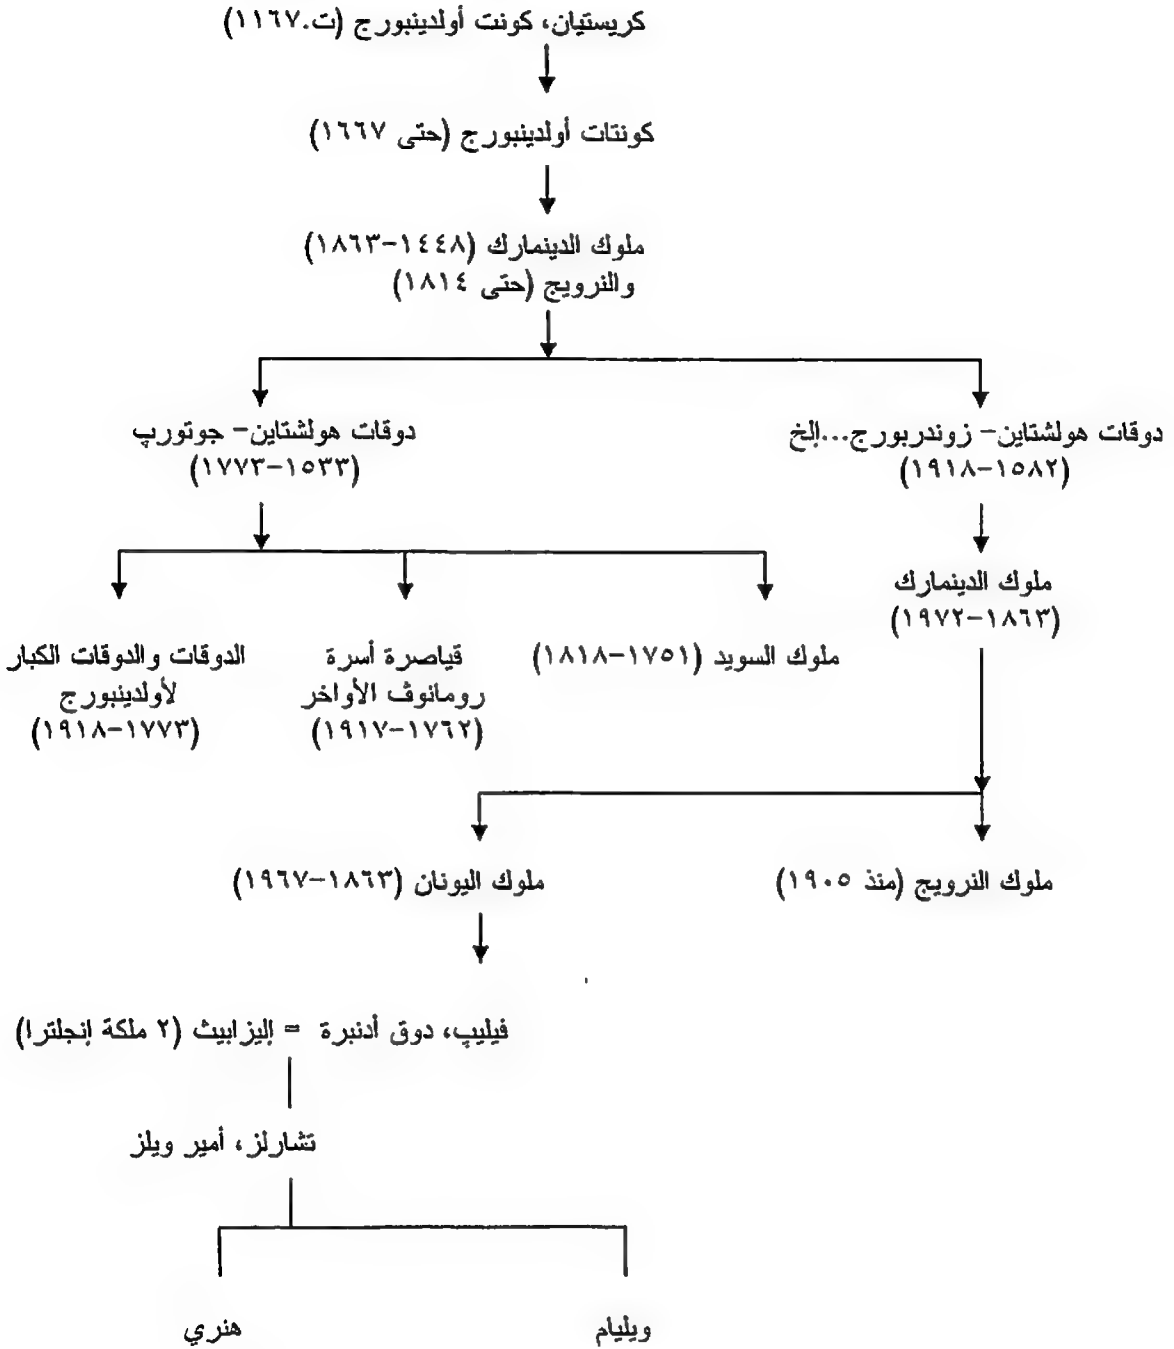 كريستيان، كونت أولدينبورج (ت.١١٦٧)
كونتات أولدينبورج (حتى ١٦٦٧)
ملوك الدينمارك (١٤٤٨-١٨٦٣)
والنرويج (حتى ١٨١٤)
دوقات هولشتاين- زوندربورج...إلخ
(١٥٨٢-١٩١٨)
دوقات هولشتاين- جوتورپ
(١٥٣٣-١٧٧٣)
ملوك الدينمارك
(١٨٦٣-١٩٧٢)
ملوك السويد (١٧٥١-١٨١٨)
قياصرة أسرة
رومانوڤ الأواخر
(١٧٦٢-١٩١٧)
الدوقات والدوقات الكبار
لأولدينبورج
(١٧٧٣-١٩١٨)
ملوك النرويج (منذ ١٩٠٥)
ملوك اليونان (١٨٦٣-١٩٦٧)
فيليپ، دوق أدنبرة = إليزابيث (٢ ملكة إنجلترا)
تشارلز، أمير ويلز
ويليام
هنري